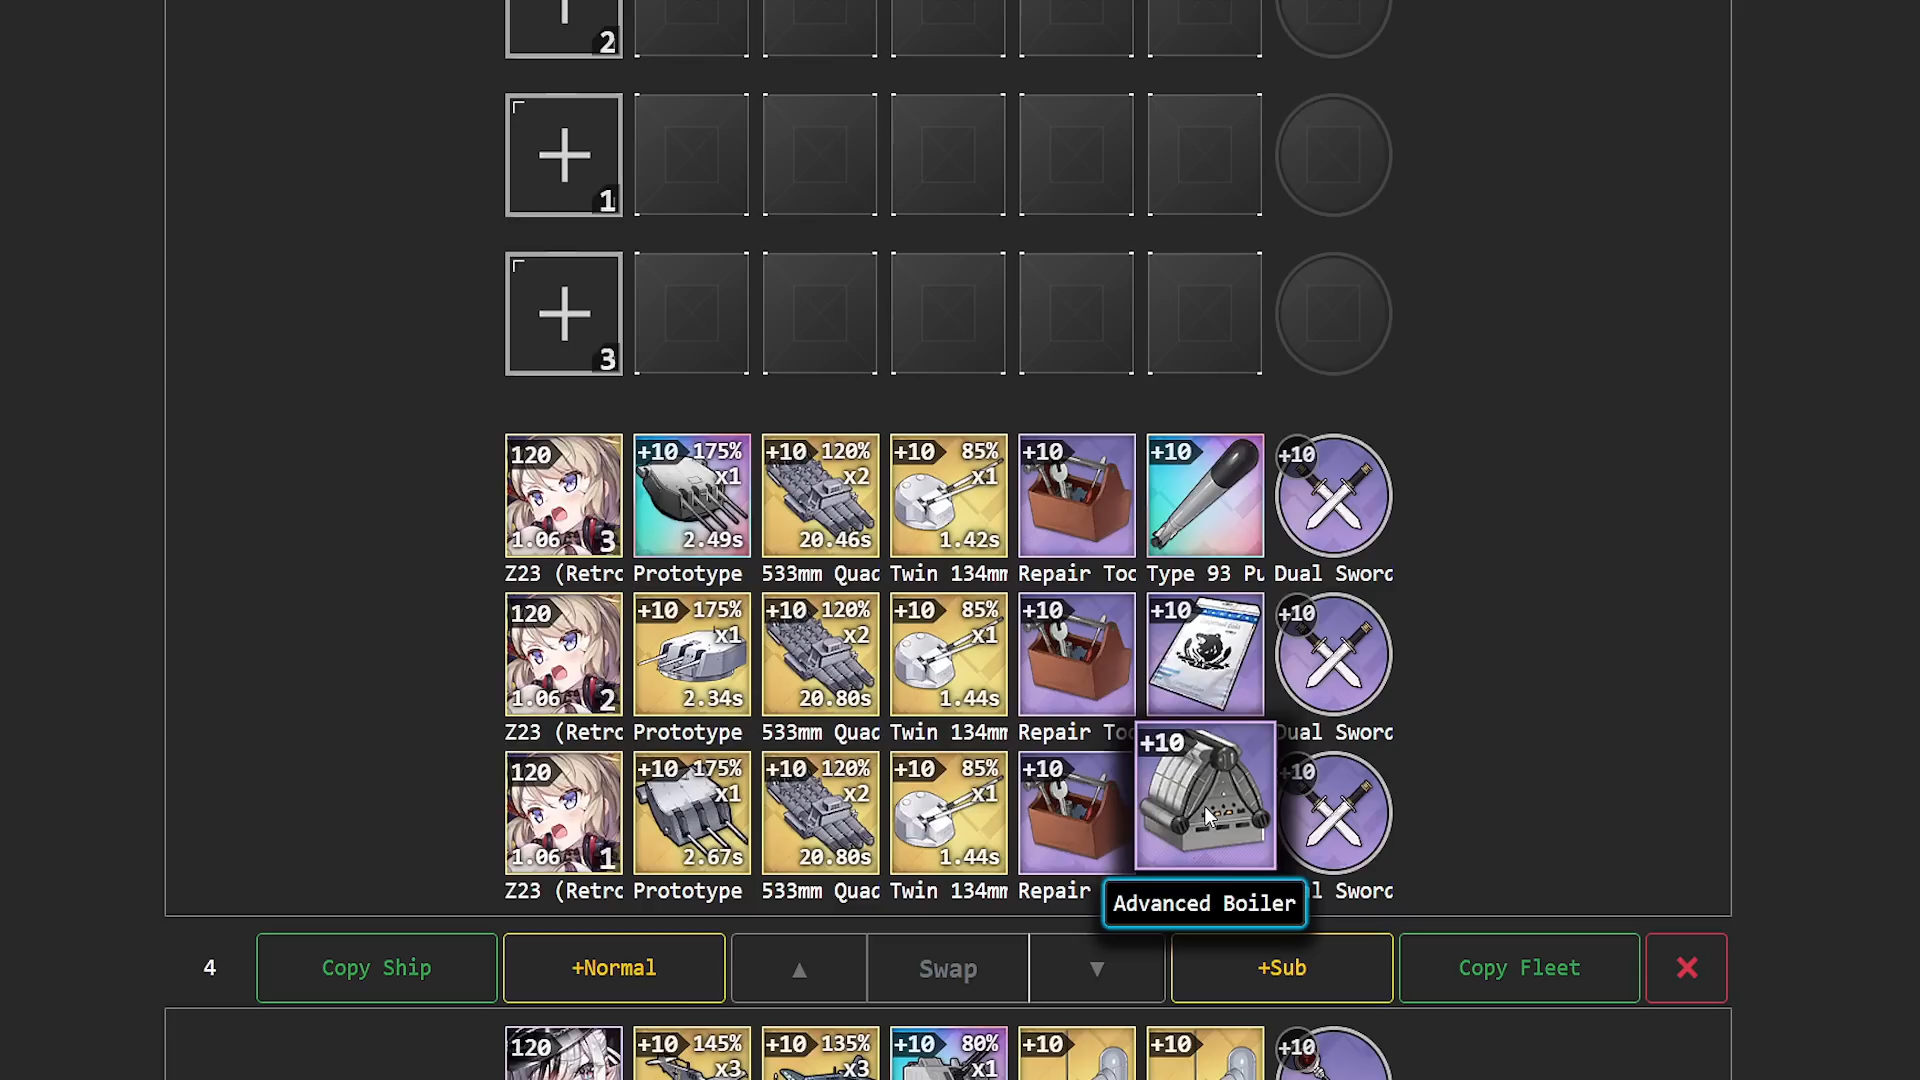 2
1
3
120 +10 175% +10 120% +10 85% +10 +10 +10
x1 x2 x1
1.06 3 2.49s 20.46s 1.42s
Z23 (Retrc Prototype 533mm Quac Twin 134mm Repair Toc Type 93 Pu Dual Sworc
120 +10 175% +10 120% +10 85% +10 +10 +10
x1 x2 x1
1.06 2 2.34s 20.80s 1.44s
Z23 (Retrc Prototype 533mm Quac Twin 134mm Repair Toc Dual Sworc
120 +10 175% +10 120% +10 85% +10 +10 +10
x1 x2 x1
1.06 1 2.67s 20.80s 1.44s
Z23 (Retrc Prototype 533mm Quac Twin 134mm Repair l Sworc
Advanced Boiler
4 Copy Ship +Normal ▲ Swap ▼ +Sub Copy Fleet ×
120 +10 145% +10 135% +10 80% +10 +10 +10
x3 x3 x1